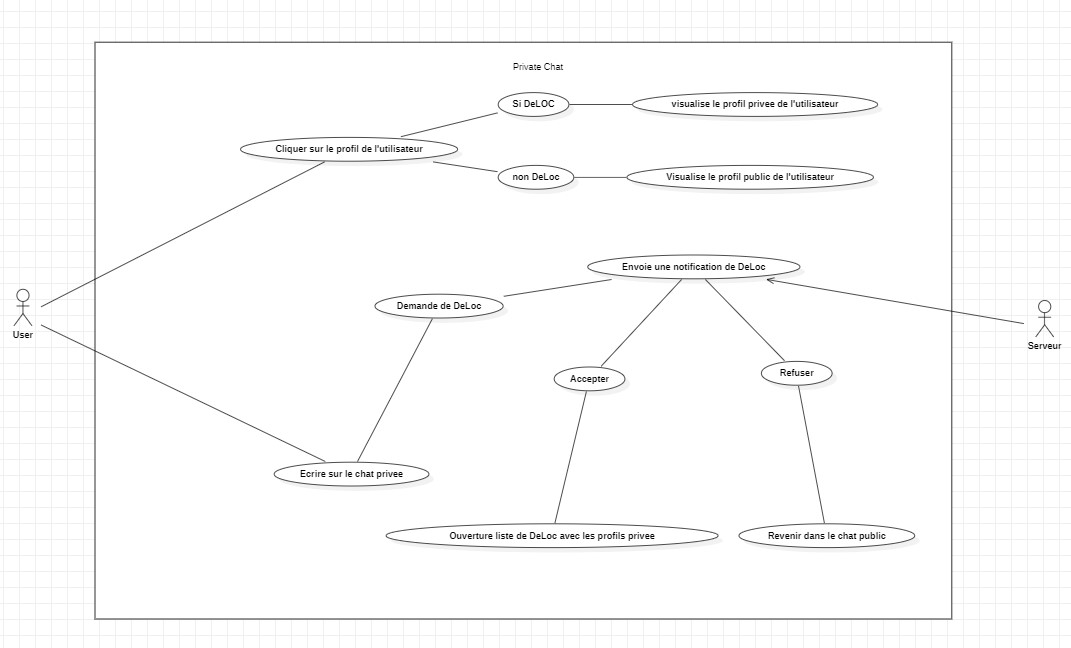 Private Chat
Si DeLOC
visualise le profil privee de l'utilisateur
Cliquer sur le profil de l'utilisateur
non DeLoc
Visualise le profil public de l'utilisateur
Envoie une notification de DeLoc
Demande de DeLoc
User
Serveur
Accepter
Refuser
Ecrire sur le chat privee
Ouverture liste de DeLoc avec les profils privee
Revenir dans le chat public